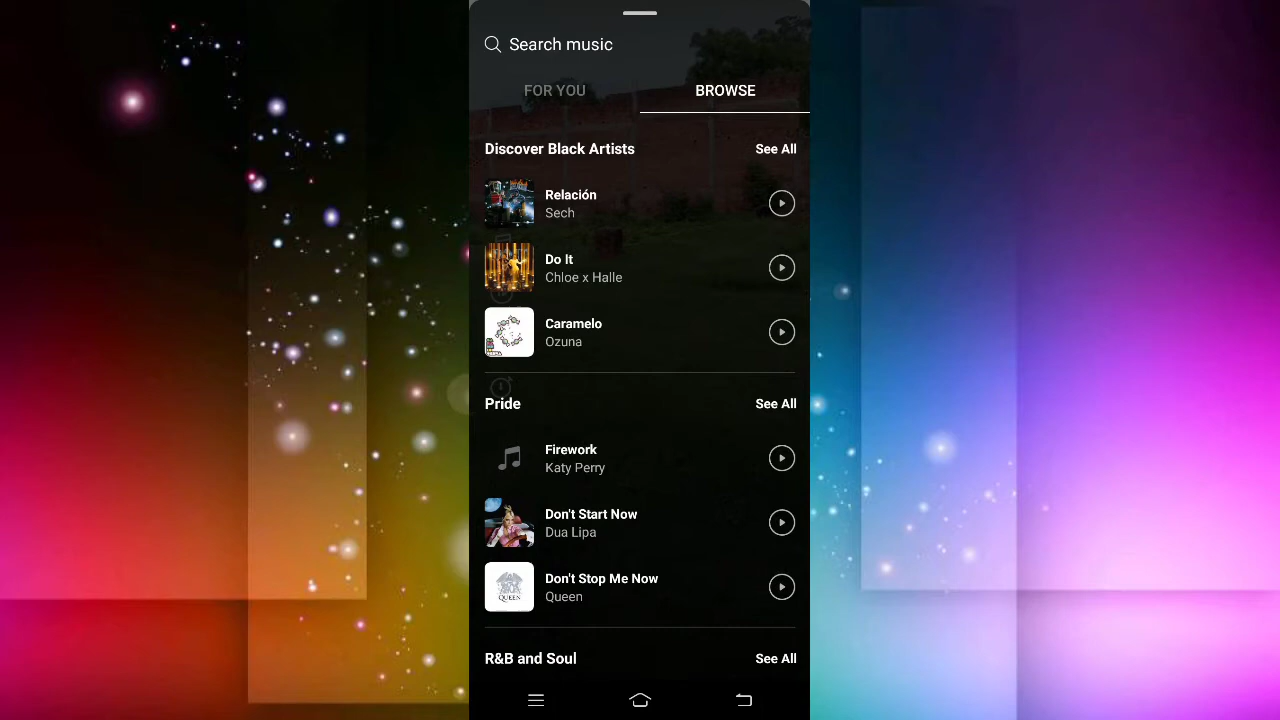 Search music
FOR YOU
BROWSE
Discover Black Artists
See All
Relación
Sech
Do It
Chloe x Halle
Caramelo
Ozuna
Pride
See All
Firework
Katy Perry
Don't Start Now
Dua Lipa
QUEEN
Don't Stop Me Now
Queen
R&B and Soul
See All